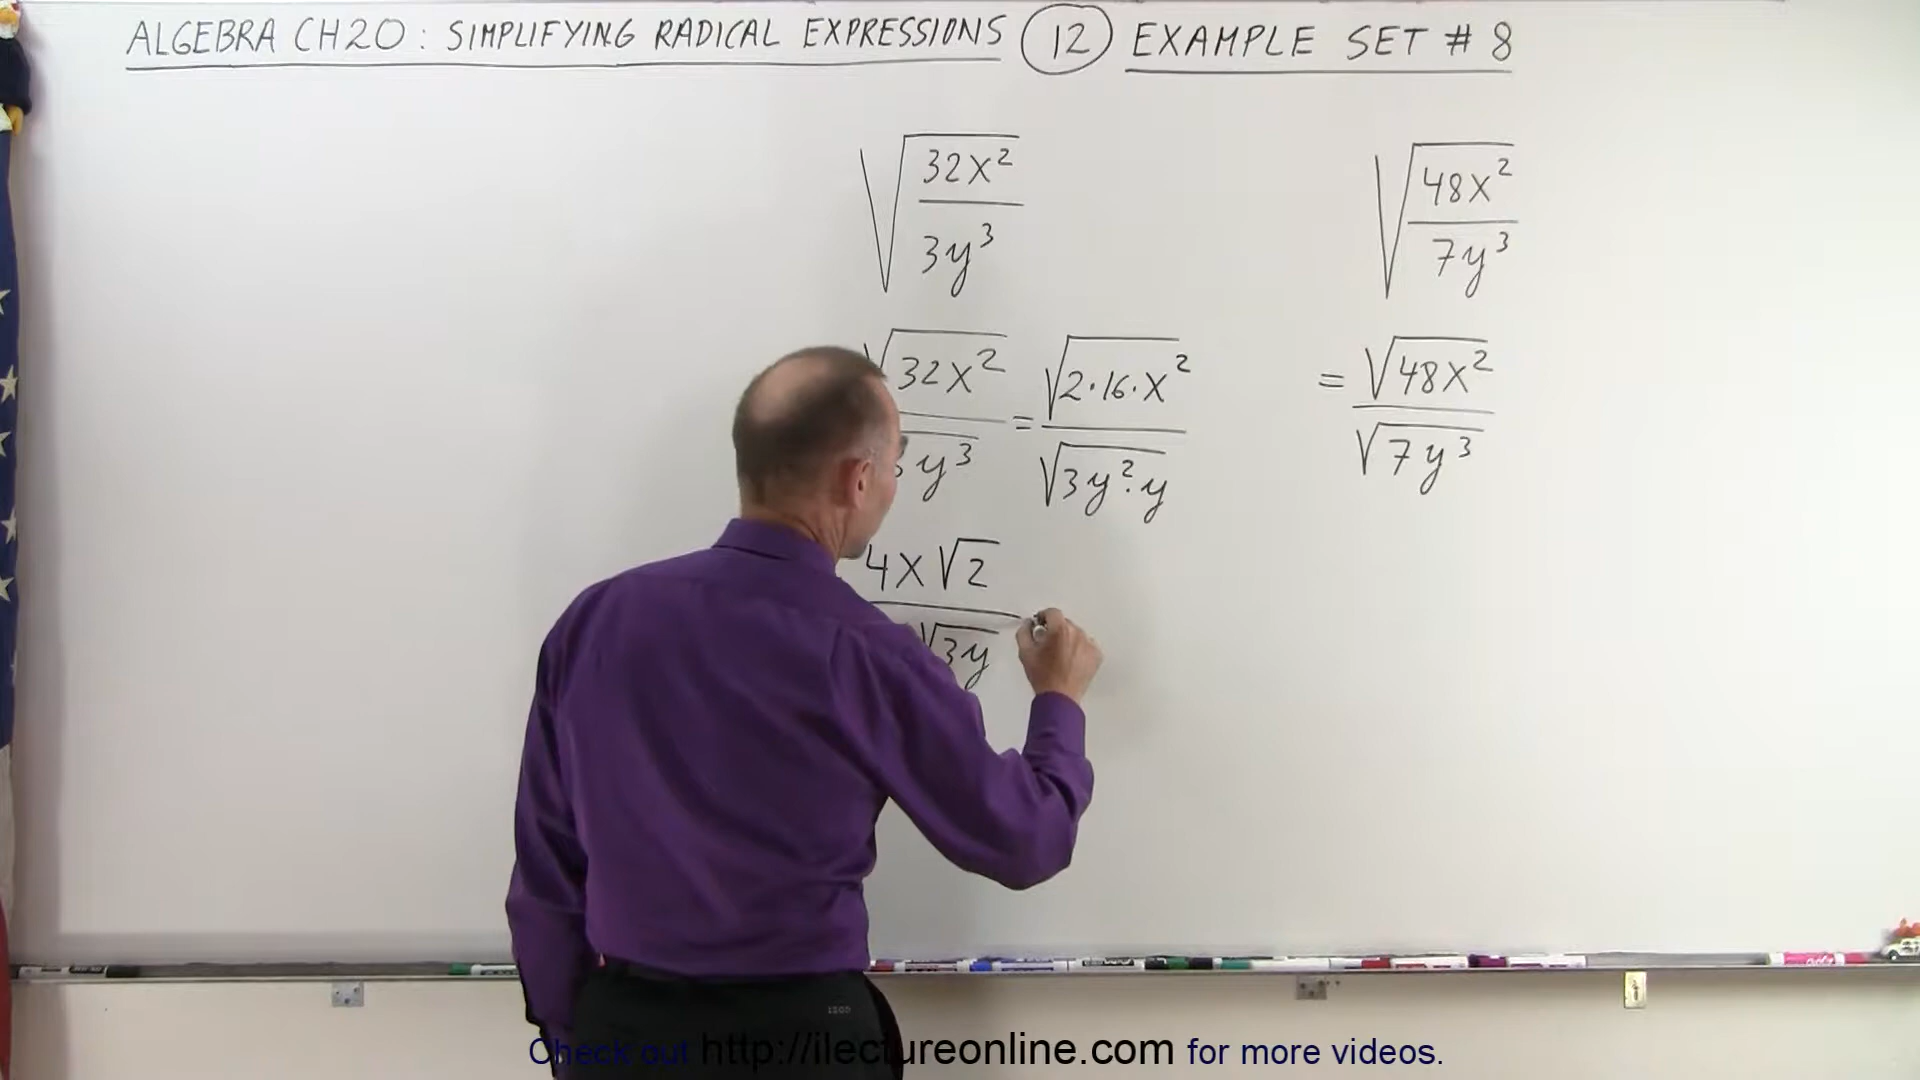 ALGEBRA CH20: SIMPLIFYING RADICAL EXPRESSIONS (12) EXAMPLE SET # 8
√(32x²/3y³)
√(48x²/7y³)
√32x² / y³ = √2·16·x² / √3y²·y
= √48x² / √7y³
4x√2 / √3y
Check out http://ilectureonline.com for more videos.